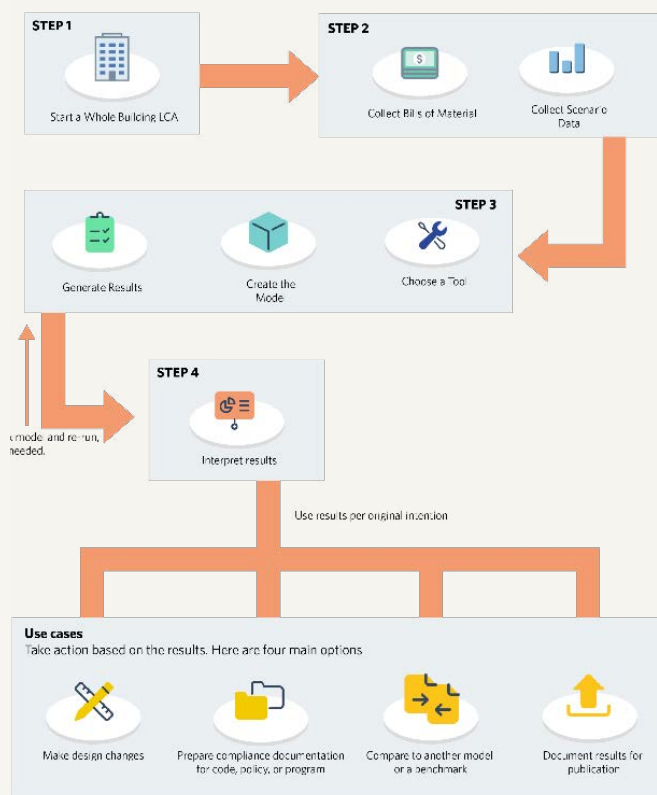 STEP 1
Start a Whole Building LCA
STEP 2
Collect Bills of Material
Collect Scenario
Data
STEP 3
Generate Results
Create the
Model
Choose a Tool
model and re-run,
needed.
STEP 4
Interpret results
Use results per original intention
Use cases
Take action based on the results. Here are four main options
Make design changes
Prepare compliance documentation
for code, policy, or program
Compare to another model
or a benchmark
Document results for
publication